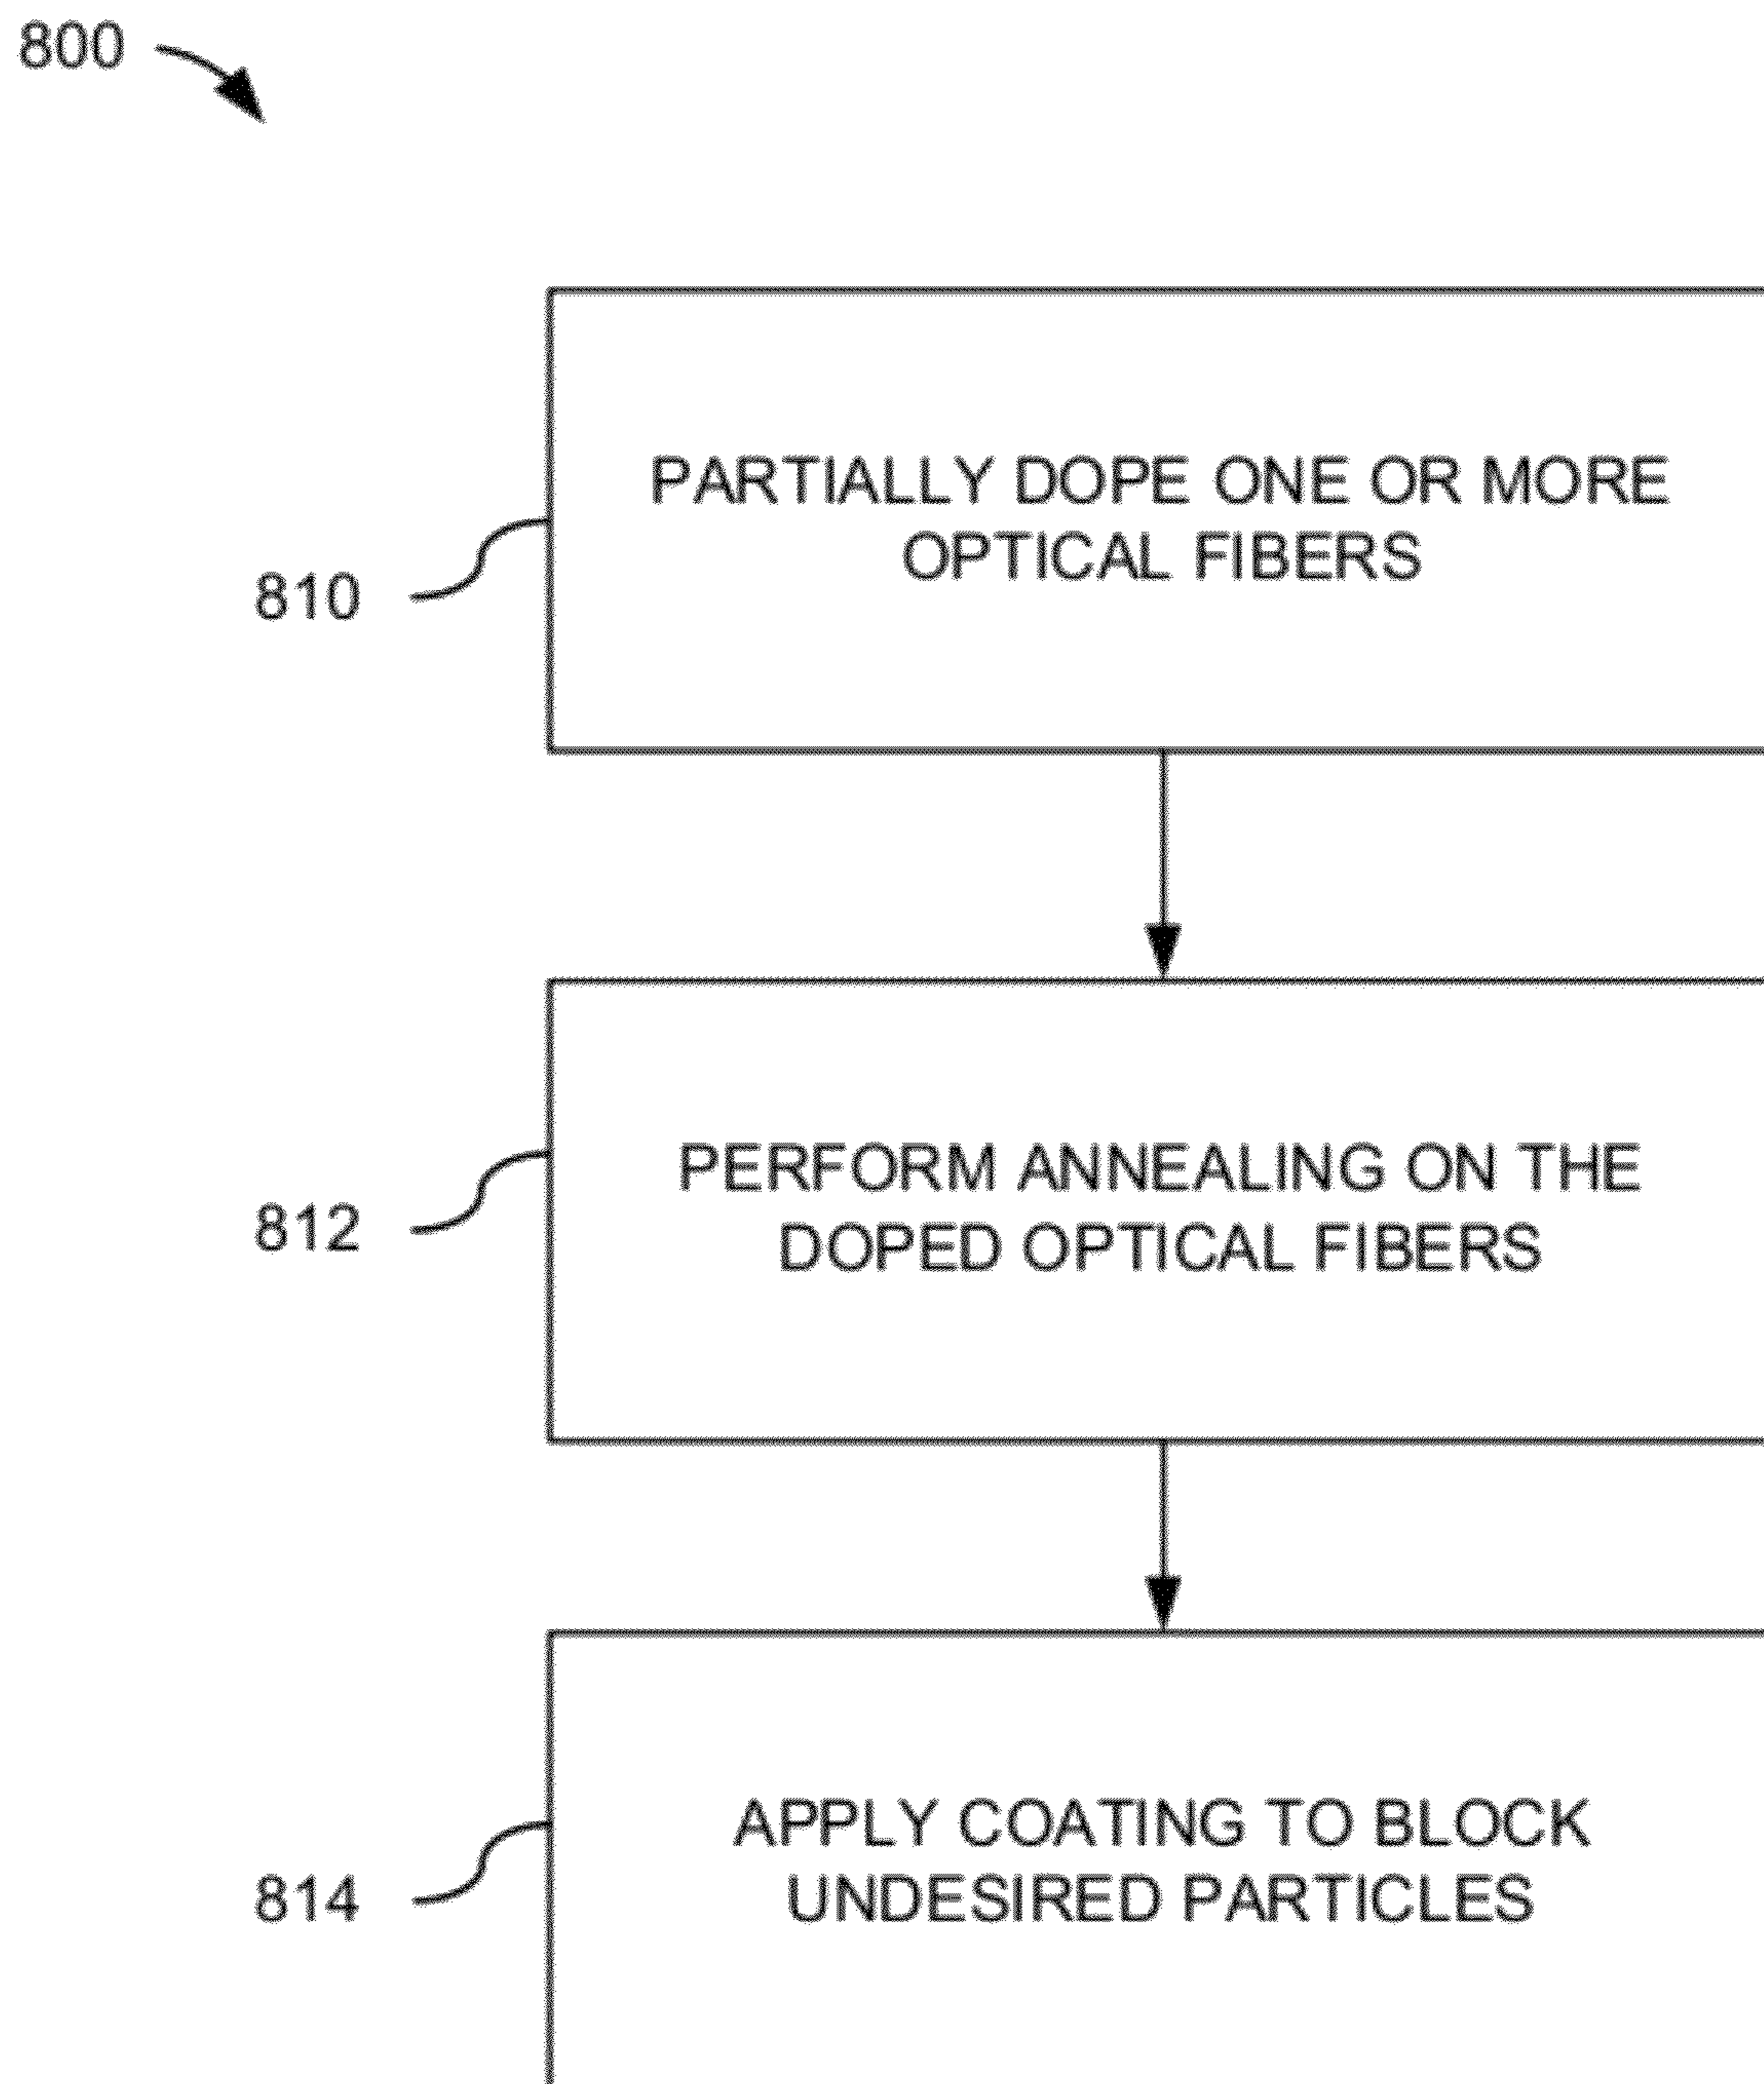 800
PARTIALLY DOPE ONE OR MORE
OPTICAL FIBERS
810
PERFORM ANNEALING ON THE
DOPED OPTICAL FIBERS
812
APPLY COATING TO BLOCK
UNDESIRED PARTICLES
814